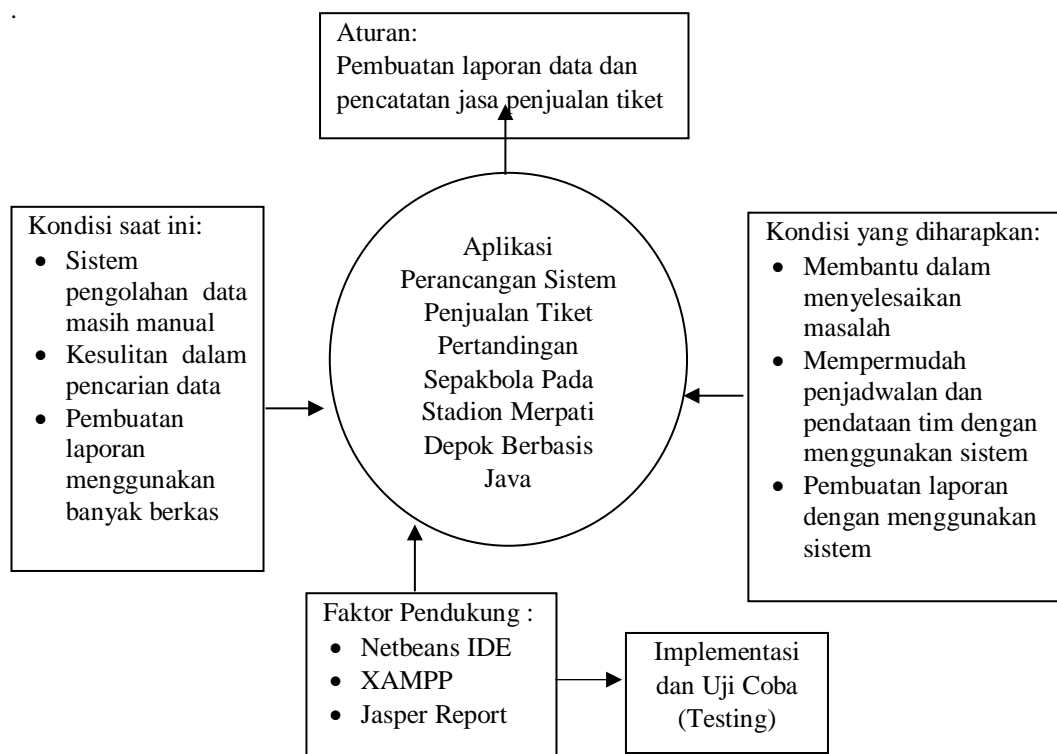 .
Aturan:
Pembuatan laporan data dan
pencatatan jasa penjualan tiket
Kondisi saat ini:
• Sistem
pengolahan data
masih manual
• Kesulitan dalam
pencarian data
• Pembuatan
laporan
menggunakan
banyak berkas
Aplikasi
Perancangan Sistem
Penjualan Tiket
Pertandingan
Sepakbola Pada
Stadion Merpati
Depok Berbasis
Java
Kondisi yang diharapkan:
• Membantu dalam
menyelesaikan
masalah
• Mempermudah
penjadwalan dan
pendataan tim dengan
menggunakan sistem
• Pembuatan laporan
dengan menggunakan
sistem
Faktor Pendukung :
• Netbeans IDE
• XAMPP
• Jasper Report
Implementasi
dan Uji Coba
(Testing)